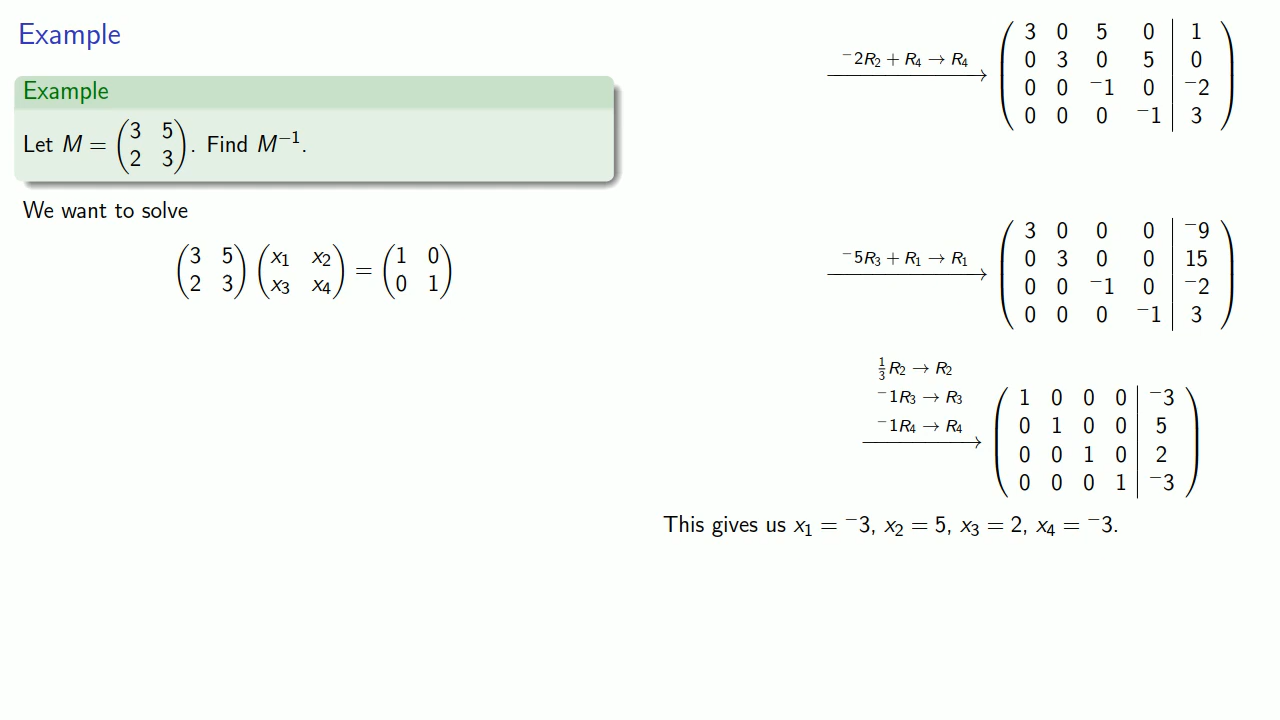 Example
Example
Let M = (3 5
2 3). Find M⁻¹.
We want to solve
(3 5
2 3)(x₁ x₂
x₃ x₄) = (1 0
0 1)
⁻2R₂ + R₄ → R₄
3 0 5 0 | 1
0 3 0 5 | 0
0 0 ⁻1 0 | ⁻2
0 0 0 ⁻1 | 3
⁻5R₃ + R₁ → R₁
3 0 0 0 | ⁻9
0 3 0 0 | 15
0 0 ⁻1 0 | ⁻2
0 0 0 ⁻1 | 3
1/3R₂ → R₂
⁻1R₃ → R₃
⁻1R₄ → R₄
1 0 0 0 | ⁻3
0 1 0 0 | 5
0 0 1 0 | 2
0 0 0 1 | ⁻3
This gives us x₁ = ⁻3, x₂ = 5, x₃ = 2, x₄ = ⁻3.